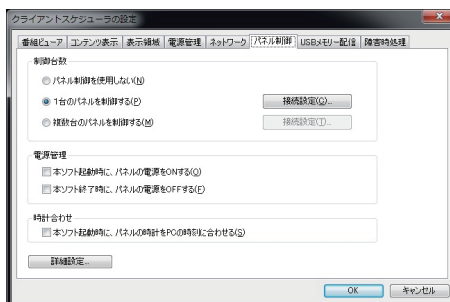 クライアントスケジューラの設定
番組ビューア コンテンツ表示 表示領域 電源管理 ネットワーク パネル制御 USBメモリー配信 障害時処理
制御台数
パネル制御を使用しない(N)
1台のパネルを制御する(P)
接続設定(C)...
複数台のパネルを制御する(M)
接続設定(T)...
電源管理
本ソフト起動時に、パネルの電源をONする(O)
本ソフト終了時に、パネルの電源をOFFする(F)
時計合わせ
本ソフト起動時に、パネルの時計をPCの時刻に合わせる(S)
詳細設定...
OK キャンセル